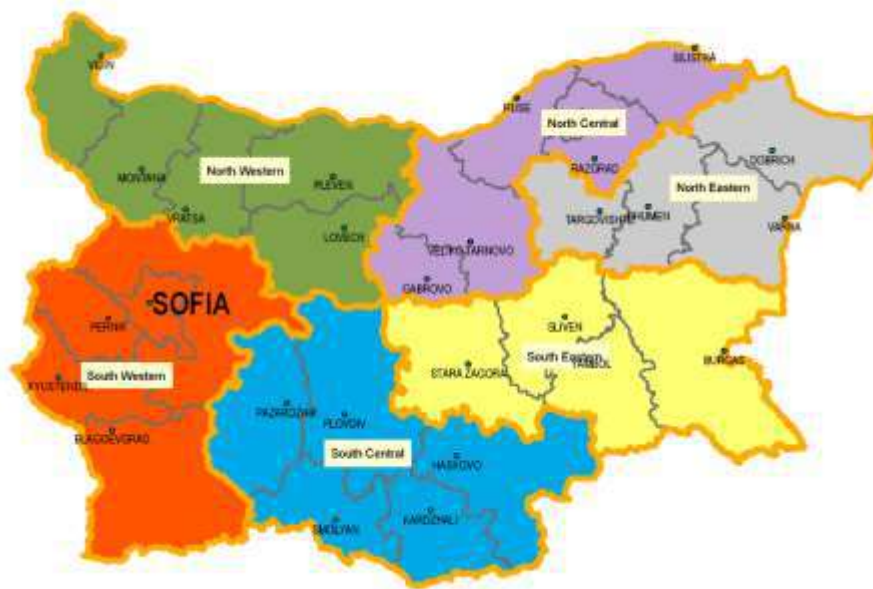 VIDIN
SILISTRA
RUSE
North Central
DOBRICH
RAZGRAD
MONTANA
North Western
PLEVEN
North Eastern
VRATSA
TARGOVISHTE
SHUMEN
VARNA
LOVECH
VELIKO TARNOVO
GABROVO
SOFIA
PERNIK
SLIVEN
South Eastern
YAMBOL
BURGAS
STARA ZAGORA
South Western
KYUSTENDIL
PAZARDZIK
PLOVDIV
BLAGOEVGRAD
South Central
HASKOVO
SMOLYAN
KARDZHALI